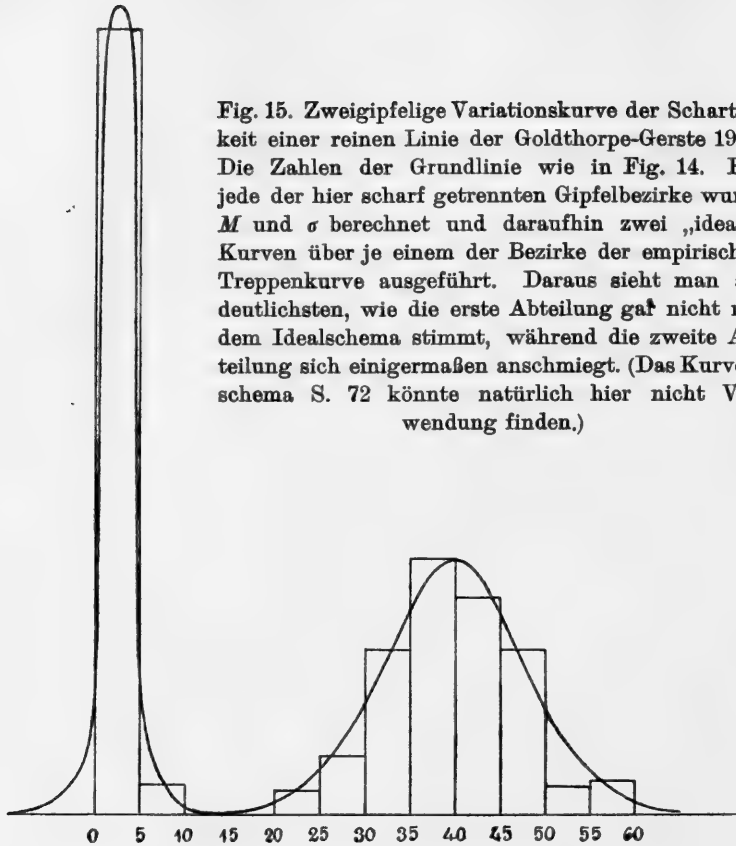 Fig. 15. Zweigipfelige Variationskurve der Schart
keit einer reinen Linie der Goldthorpe-Gerste 19
Die Zahlen der Grundlinie wie in Fig. 14.
jede der hier scharf getrennten Gipfelbezirke wur
M und σ berechnet und daraufhin zwei „idea
Kurven über je einem der Bezirke der empirisch
Treppenkurve ausgeführt. Daraus sieht man
deutlichsten, wie die erste Abteilung gar nicht
dem Idealschema stimmt, während die zweite A
teilung sich einigermaßen anschmiegt. (Das Kurve
schema S. 72 könnte natürlich hier nicht V
wendung finden.)
0 5 10 15 20 25 30 35 40 45 50 55 60